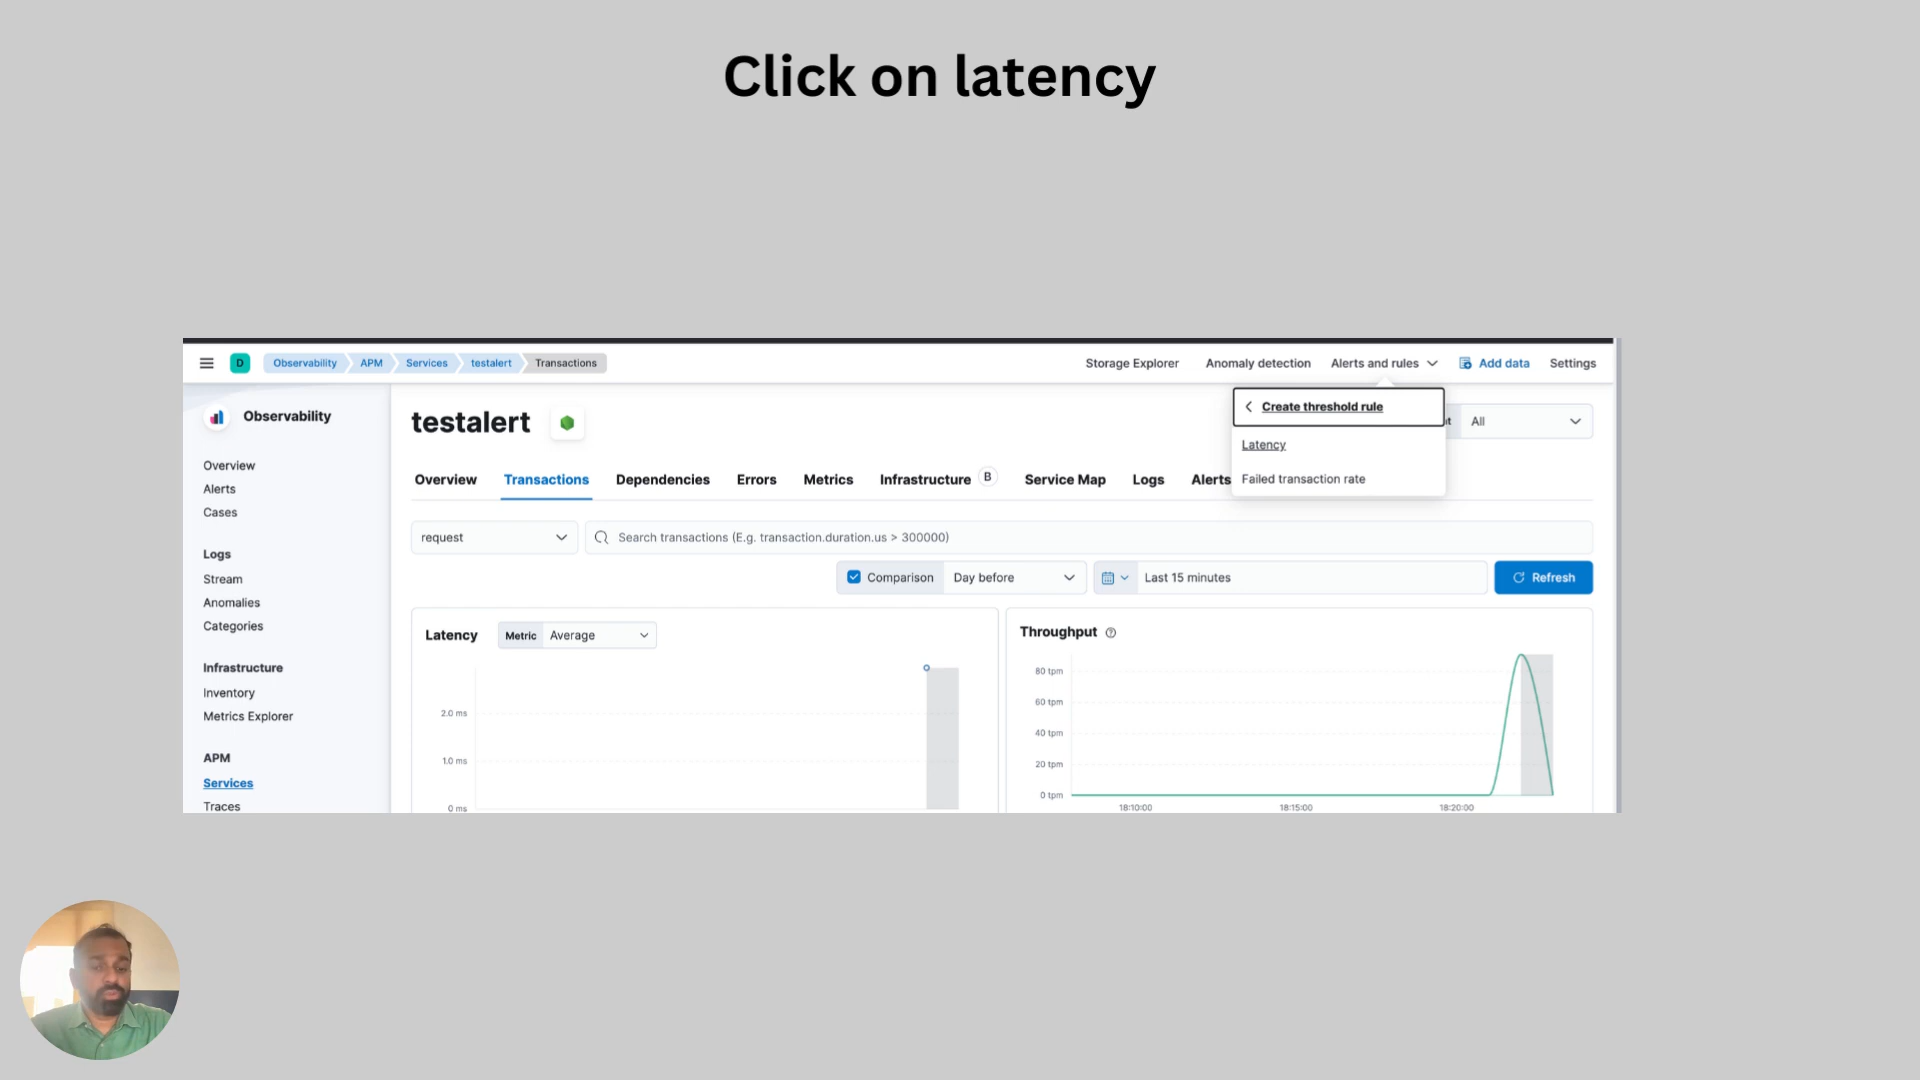 Click on latency
D Observability APM Services testalert Transactions Storage Explorer Anomaly detection Alerts and rules Add data Settings
Observability
Overview
Alerts
Cases
Logs
Stream
Anomalies
Categories
Infrastructure
Inventory
Metrics Explorer
APM
Services
Traces
testalert
Create threshold rule
Latency
Failed transaction rate
All
Overview Transactions Dependencies Errors Metrics Infrastructure B Service Map Logs Alerts
request Search transactions (E.g. transaction.duration.us > 300000)
Comparison Day before Last 15 minutes Refresh
Latency Metric Average
2.0 ms
1.0 ms
0 ms
Throughput
80 tpm
60 tpm
40 tpm
20 tpm
0 tpm
18:10:00 18:15:00 18:20:00